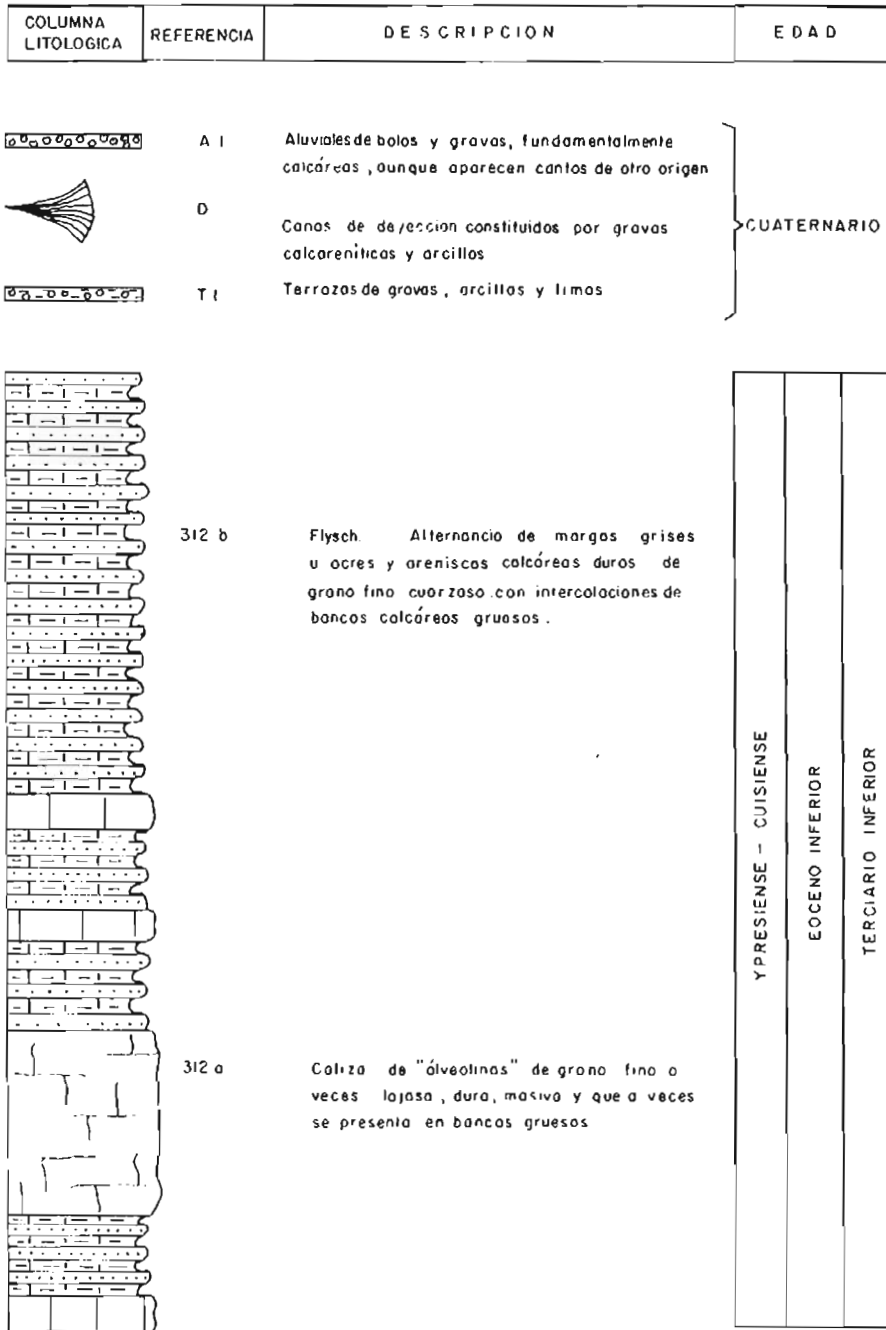 COLUMNA LITOLOGICA
REFERENCIA
DESCRIPCION
EDAD
A l
Aluviales de bolos y gravas, fundamentalmente
calcáreas, aunque aparecen cantos de otro origen
D
Conos de deyeccion constituidos por gravas
calcareníticas y arcillas
T l
Terrazas de gravas, arcillas y limos
CUATERNARIO
312 b
Flysch. Alternancia de margas grises
u ocres y areniscas calcáreas duras de
grano fino cuarzoso con intercalaciones de
bancos calcáreos gruesos.
312 a
Caliza de "álveolinas" de grano fino a
veces lajosa, dura, masiva y que a veces
se presenta en bancos gruesos
YPRESIENSE - CUISIENSE
EOCENO INFERIOR
TERCIARIO INFERIOR